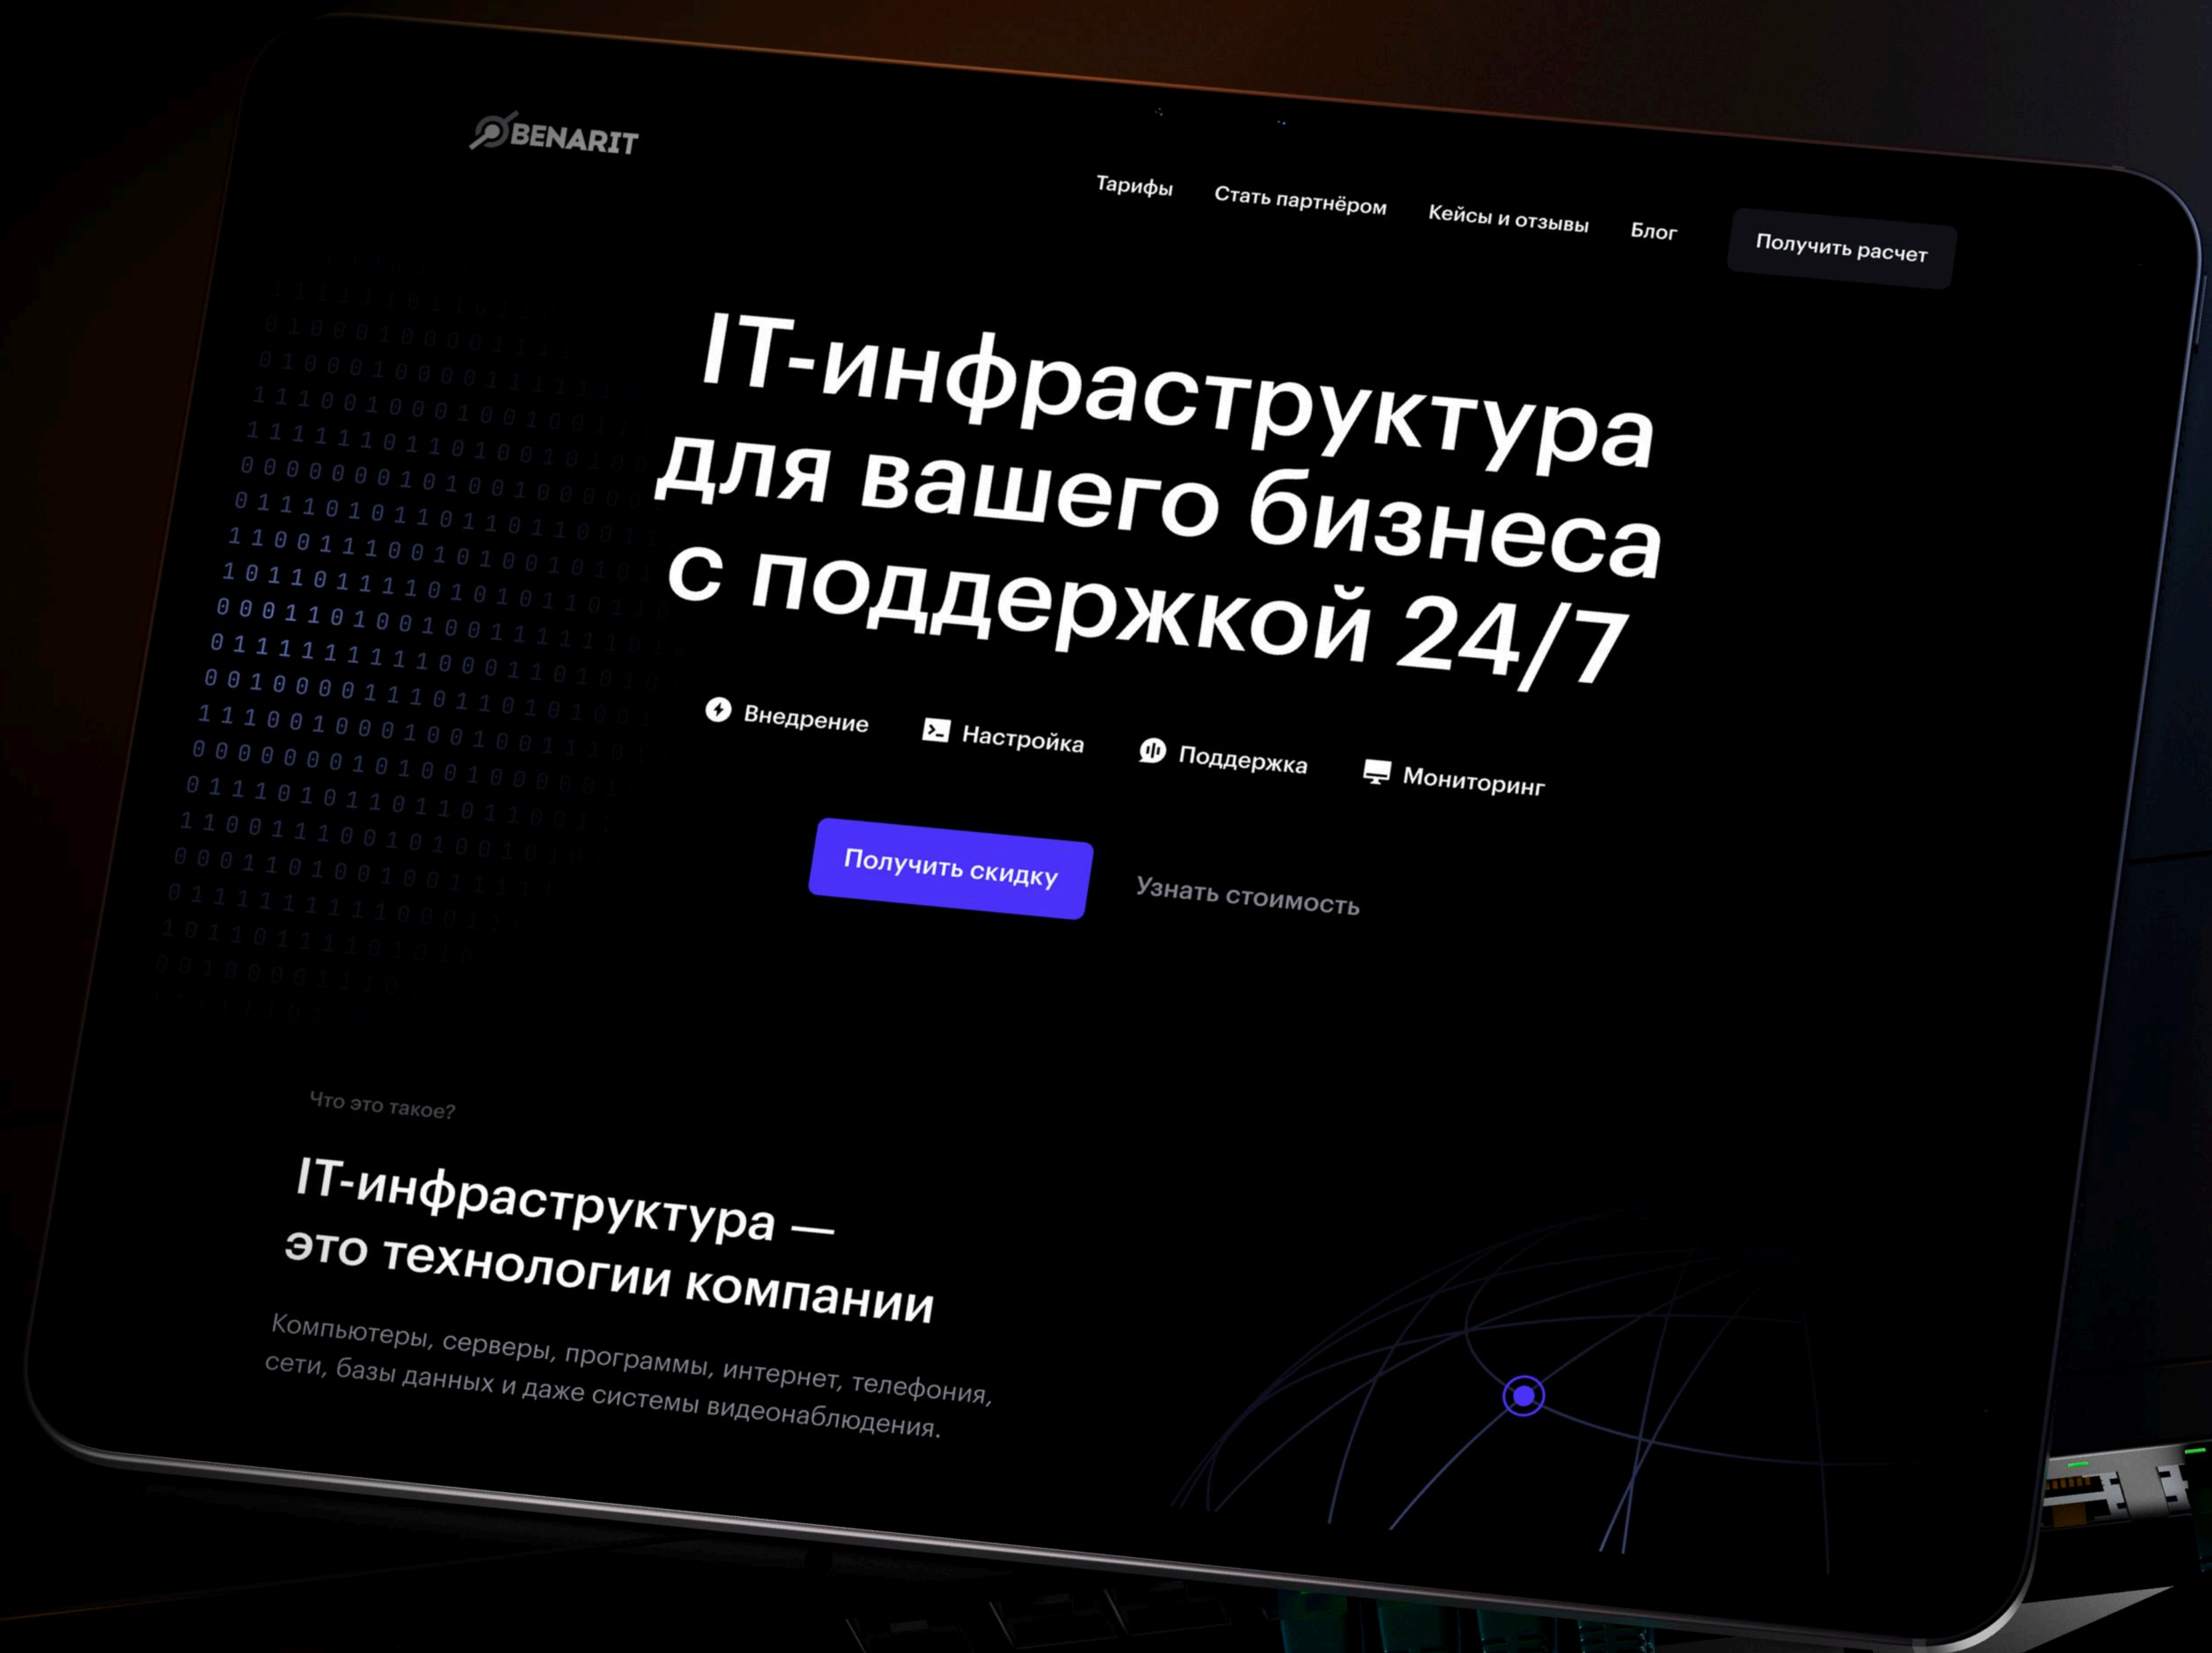 BENARIT
Тарифы
Стать партнёром
Кейсы и отзывы
Блог
Получить расчет
IT-инфраструктура
для вашего бизнеса
с поддержкой 24/7
Внедрение
Настройка
Поддержка
Мониторинг
Получить скидку
Узнать стоимость
Что это такое?
IT-инфраструктура —
это технологии компании
Компьютеры, серверы, программы, интернет, телефония,
сети, базы данных и даже системы видеонаблюдения.